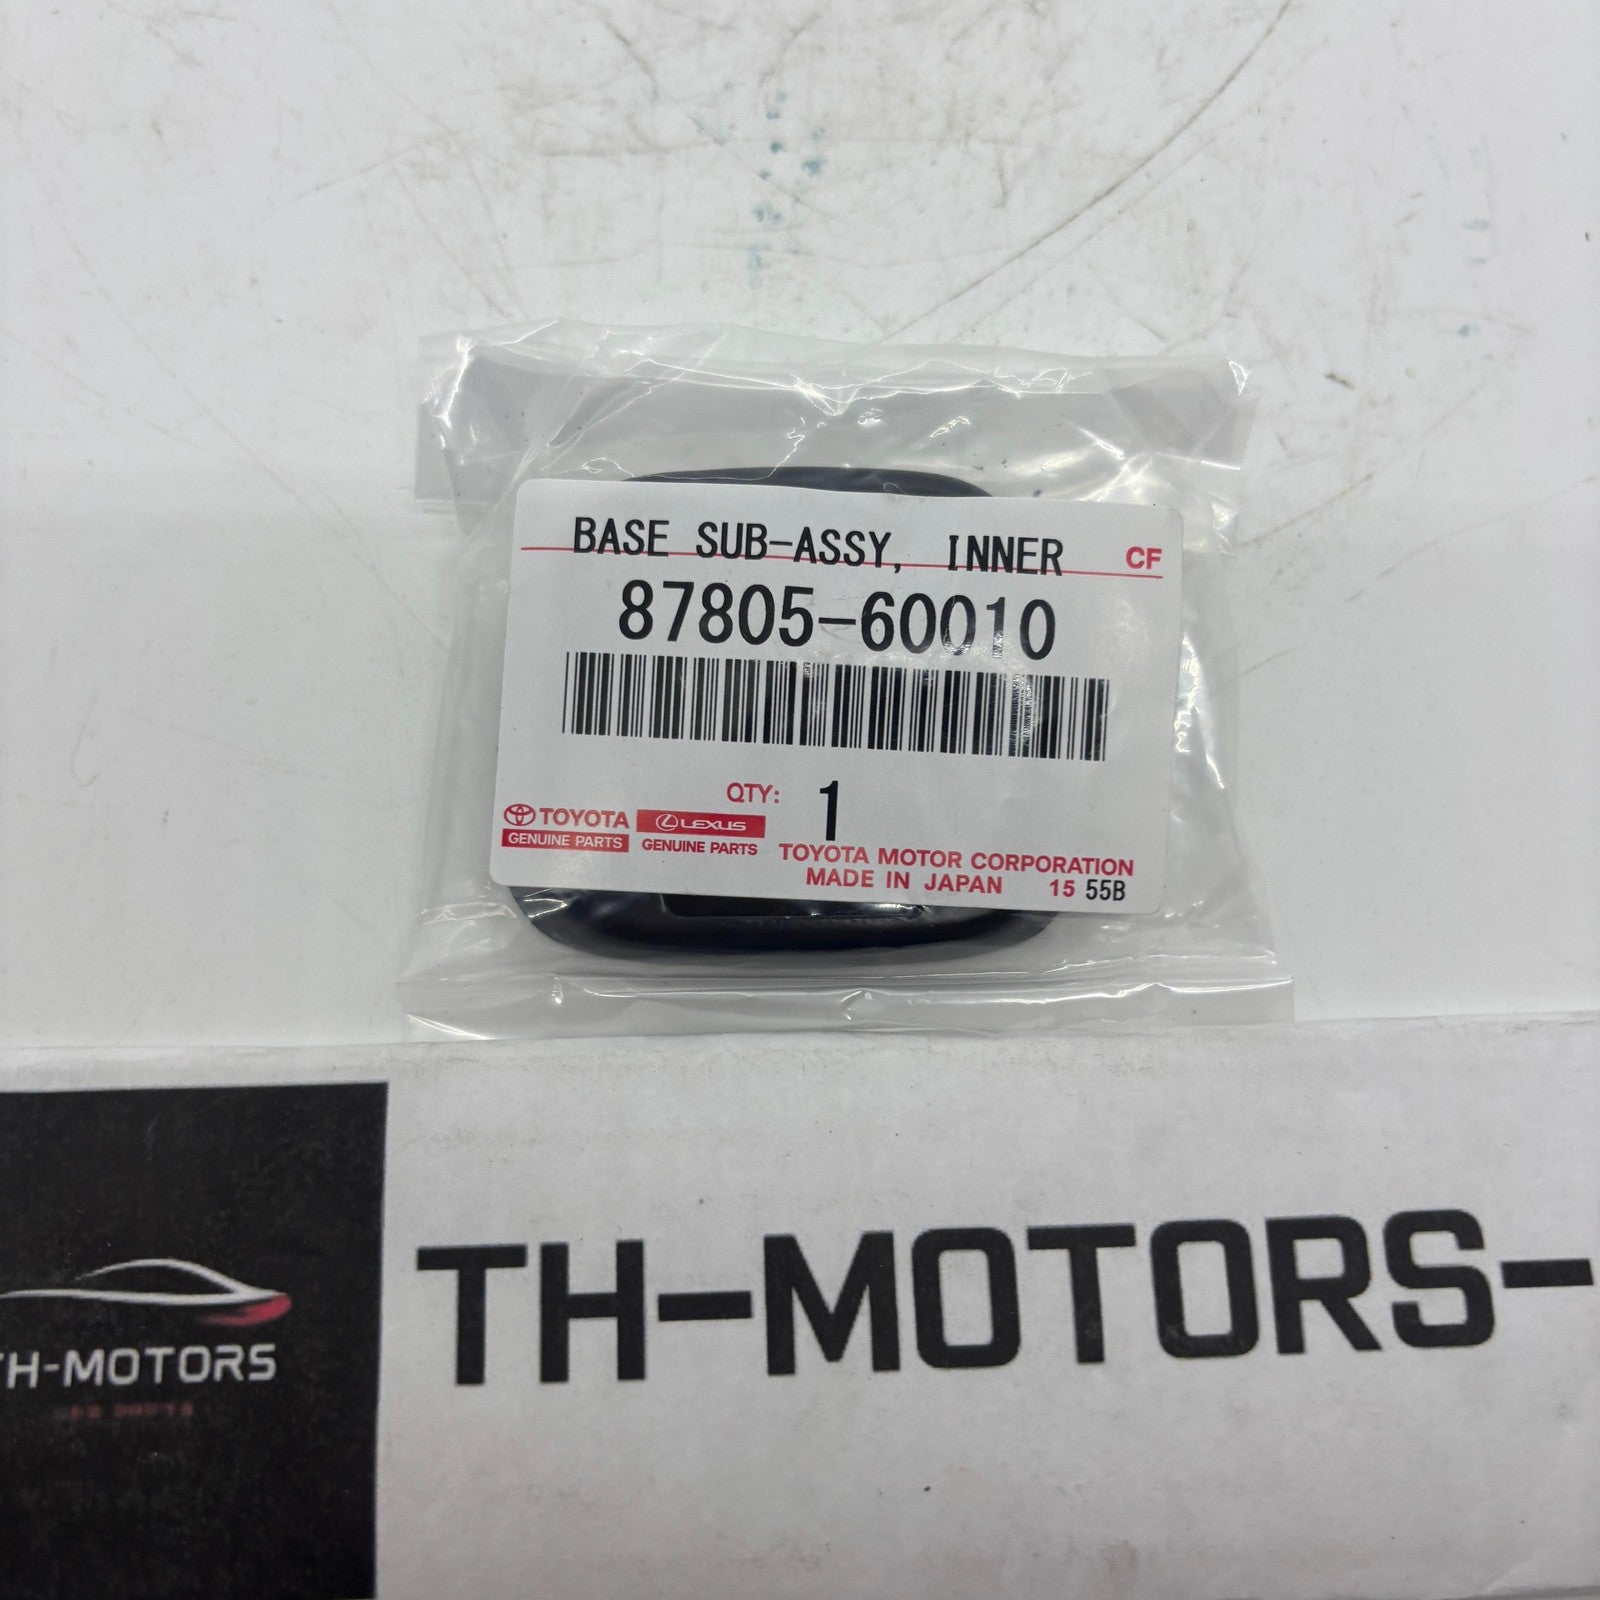 BASE SUB-ASSY, INNER CF
87805-60010
QTY: 1
TOYOTA LEXUS
GENUINE PARTS GENUINE PARTS
TOYOTA MOTOR CORPORATION
MADE IN JAPAN 15 55B
TH-MOTORS-
TH-MOTORS